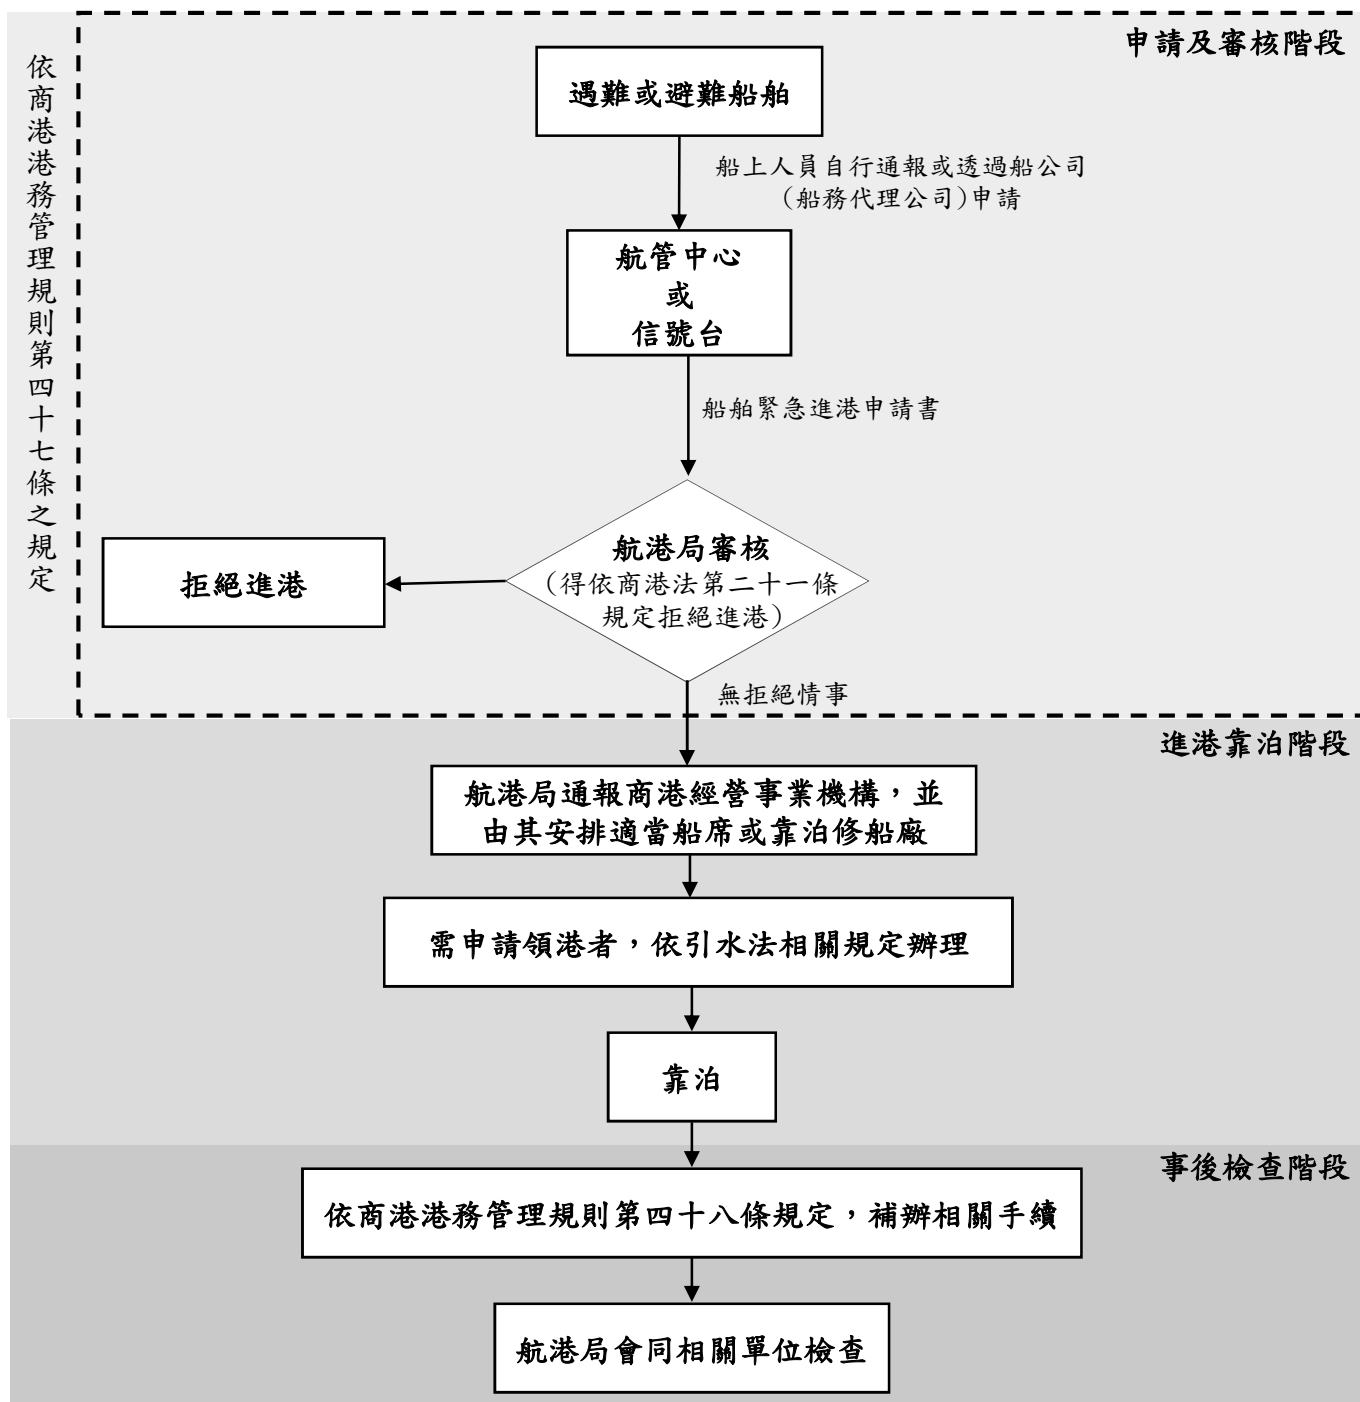 申請及審核階段
依商港港務管理規則第四十七條之規定
遇難或避難船舶
船上人員自行通報或透過船公司
(船務代理公司)申請
航管中心
或
信號台
船舶緊急進港申請書
航港局審核
(得依商港法第二十一條
規定拒絕進港)
拒絕進港
無拒絕情事
進港靠泊階段
航港局通報商港經營事業機構，並
由其安排適當船席或靠泊修船廠
需申請領港者，依引水法相關規定辦理
靠泊
事後檢查階段
依商港港務管理規則第四十八條規定，補辦相關手續
航港局會同相關單位檢查